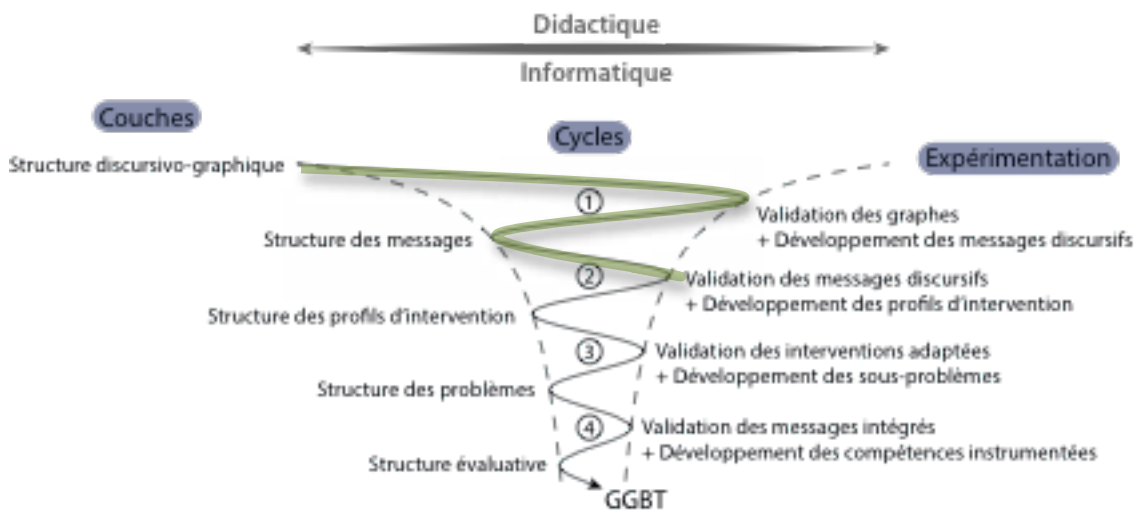 Didactique
Informatique
Couches
Cycles
Expérimentation
Structure discursivo-graphique
①
Validation des graphes
+ Développement des messages discursifs
Structure des messages
②
Validation des messages discursifs
+ Développement des profils d'intervention
Structure des profils d'intervention
③
Validation des interventions adaptées
+ Développement des sous-problèmes
Structure des problèmes
④
Validation des messages intégrés
+ Développement des compétences instrumentées
Structure évaluative
GGBT